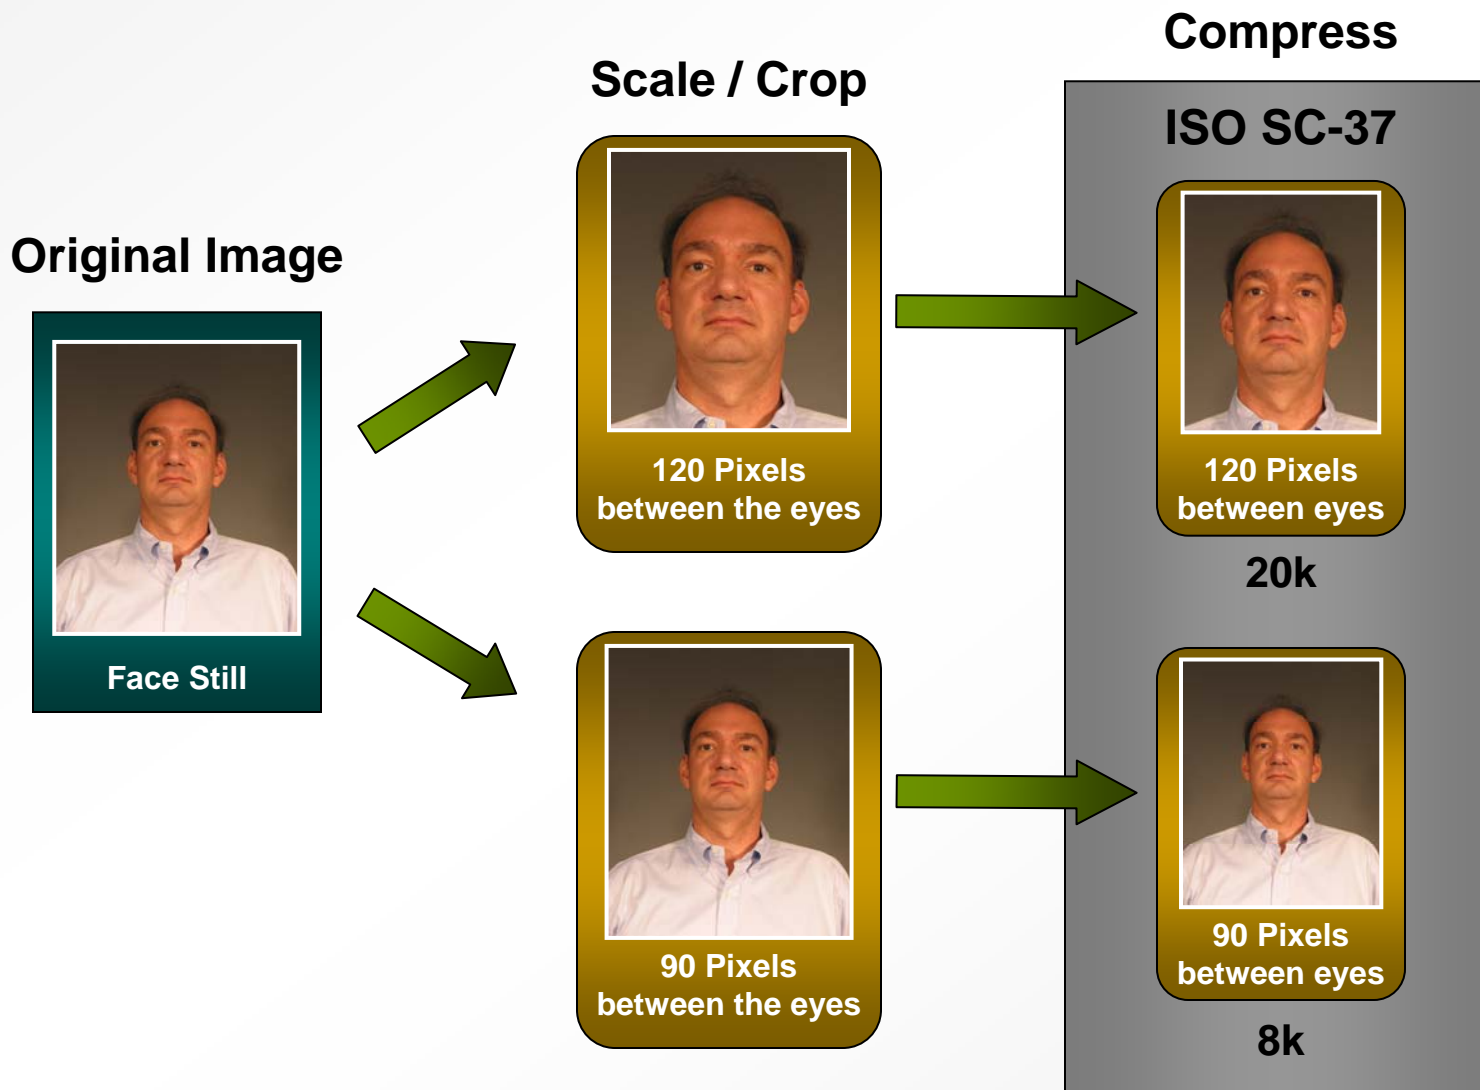 Original Image
Face Still
Scale / Crop
120 Pixels
between the eyes
90 Pixels
between the eyes
Compress
ISO SC-37
120 Pixels
between eyes
20k
90 Pixels
between eyes
8k